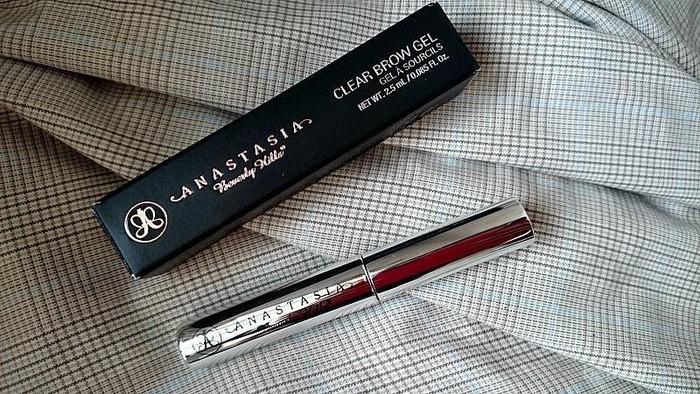 CLEAR BROW GEL
GEL À SOURCILS
NET WT. 2.5 mL / 0.085 FL. Oz.
ANASTASIA
Beverly Hills®
ANASTASIA